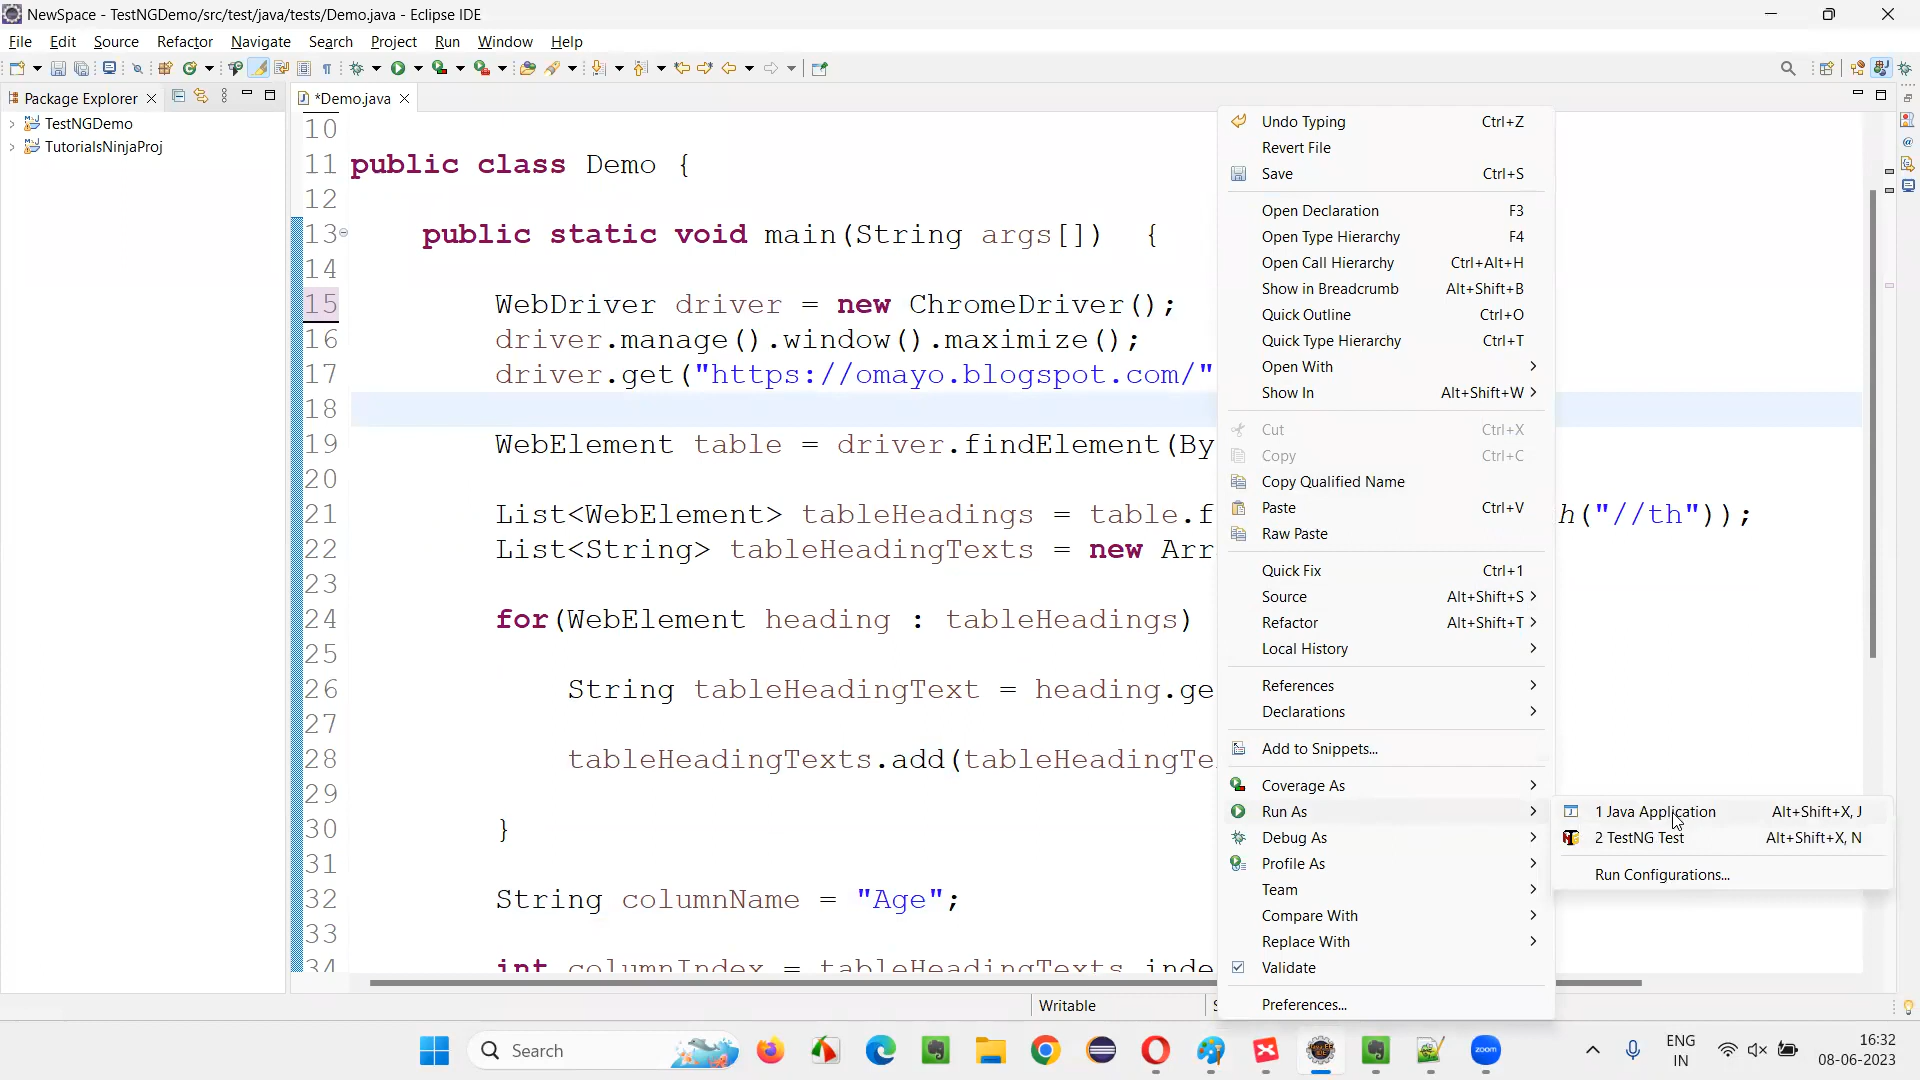 NewSpace - TestNGDemo/src/test/java/tests/Demo.java - Eclipse IDE
File Edit Source Refactor Navigate Search Project Run Window Help
Package Explorer
*Demo.java
TestNGDemo
TutorialsNinjaProj
10
11 public class Demo {
12
13 public static void main(String args[]) {
14
15 WebDriver driver = new ChromeDriver();
16 driver.manage().window().maximize();
17 driver.get("https://omayo.blogspot.com/"
18
19 WebElement table = driver.findElement(By
20
21 List<WebElement> tableHeadings = table.f h("//th"));
22 List<String> tableHeadingTexts = new Arr
23
24 for(WebElement heading : tableHeadings)
25
26 String tableHeadingText = heading.ge
27
28 tableHeadingTexts.add(tableHeadingTe
29
30 }
31
32 String columnName = "Age";
33
34 int columnIndex = tableHeadingTexts.inde
Undo Typing Ctrl+Z
Revert File
Save Ctrl+S
Open Declaration F3
Open Type Hierarchy F4
Open Call Hierarchy Ctrl+Alt+H
Show in Breadcrumb Alt+Shift+B
Quick Outline Ctrl+O
Quick Type Hierarchy Ctrl+T
Open With
Show In Alt+Shift+W
Cut Ctrl+X
Copy Ctrl+C
Copy Qualified Name
Paste Ctrl+V
Raw Paste
Quick Fix Ctrl+1
Source Alt+Shift+S
Refactor Alt+Shift+T
Local History
References
Declarations
Add to Snippets...
Coverage As
Run As
Debug As
Profile As
Team
Compare With
Replace With
Validate
Preferences...
1 Java Application Alt+Shift+X, J
2 TestNG Test Alt+Shift+X, N
Run Configurations...
Writable
Search
zoom
ENG
IN
16:32
08-06-2023